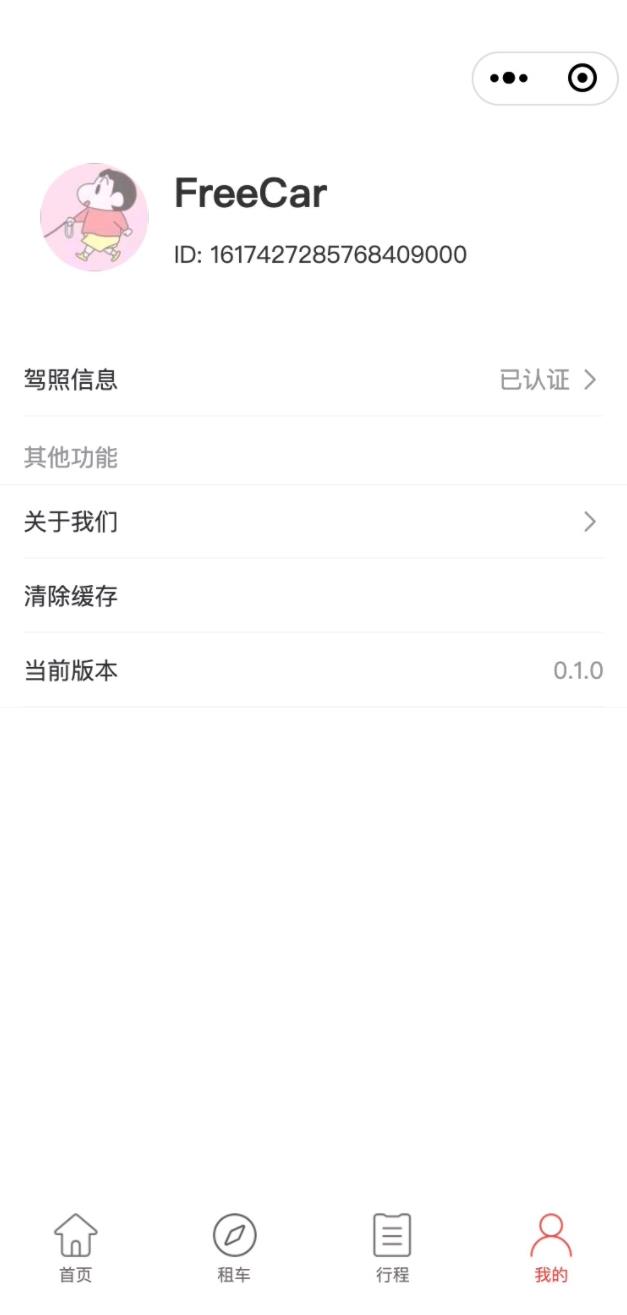 FreeCar
ID: 1617427285768409000
驾照信息 已认证
其他功能
关于我们
清除缓存
当前版本 0.1.0
首页 租车 行程 我的